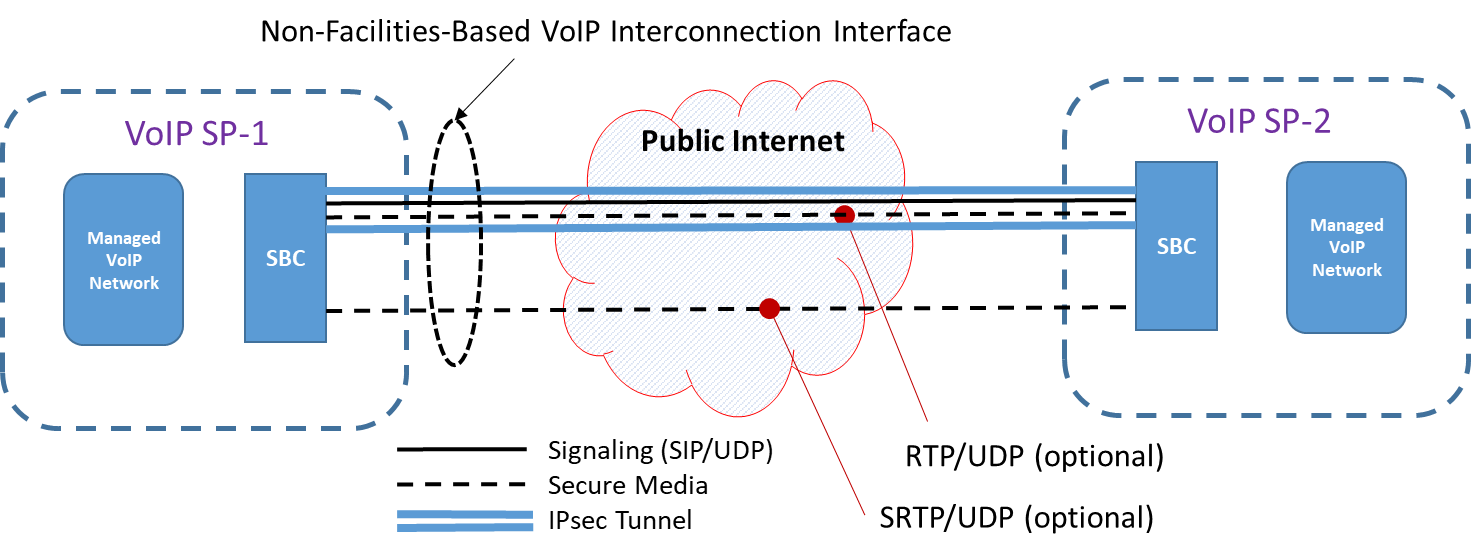 Non-Facilities-Based VoIP Interconnection Interface
VoIP SP-1
Public Internet
VoIP SP-2
Managed
VoIP
Network
SBC
SBC
Managed
VoIP
Network
Signaling (SIP/UDP)
Secure Media
IPsec Tunnel
RTP/UDP (optional)
SRTP/UDP (optional)